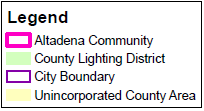 Legend
Altadena Community
County Lighting District
City Boundary
Unincorporated County Area